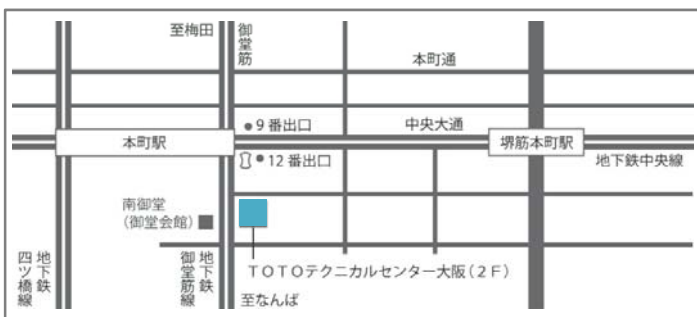 至梅田
御堂筋
本町通
9番出口
中央大通
本町駅
堺筋本町駅
12番出口
地下鉄中央線
南御堂
(御堂会館)
地下鉄
四ツ橋線
地下鉄
御堂筋線
TOTOテクニカルセンター大阪(2F)
至なんば